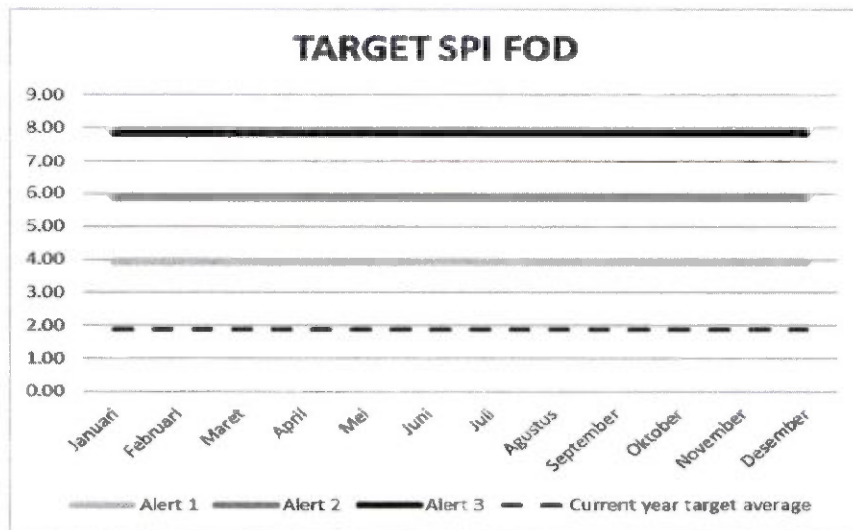 TARGET SPI FOD
9.00
8.00
7.00
6.00
5.00
4.00
3.00
2.00
1.00
0.00
Januari
Februari
Maret
April
Mei
Juni
Juli
Agustus
September
Oktober
November
Desember
Alert 1
Alert 2
Alert 3
Current year target average